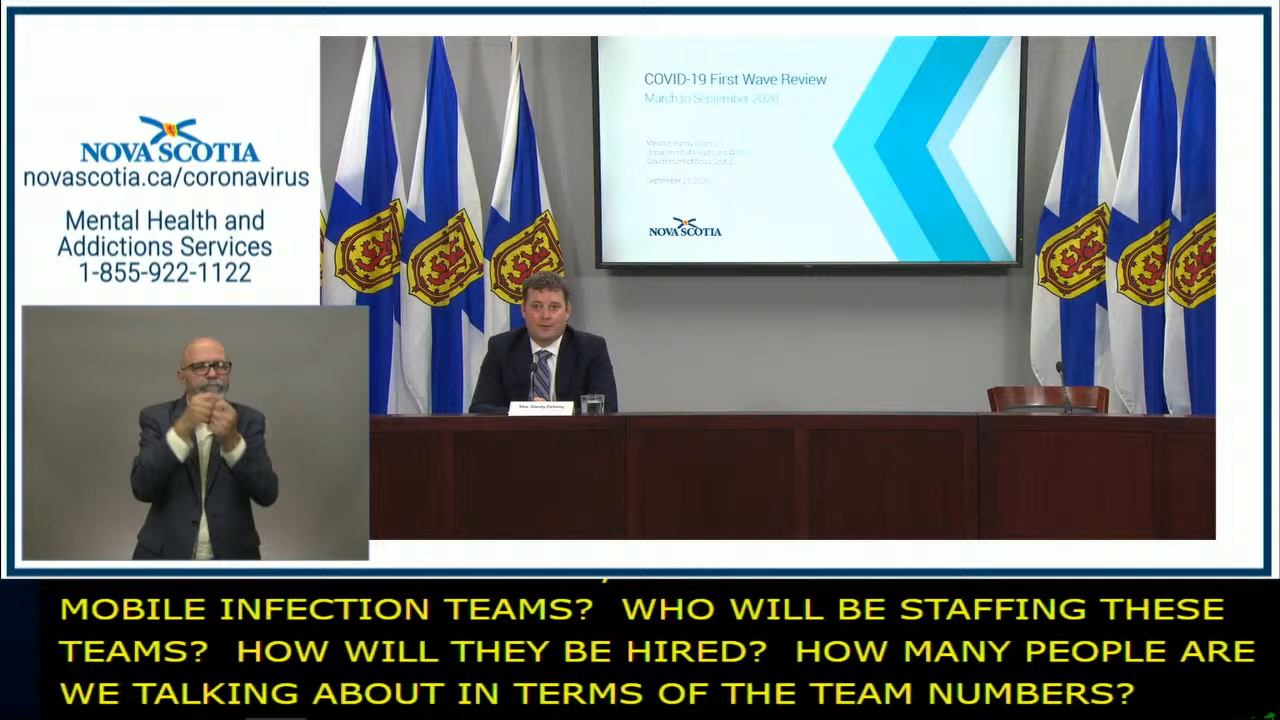 NOVA SCOTIA
novascotia.ca/coronavirus
Mental Health and
Addictions Services
1-855-922-1122
COVID-19 First Wave Review
March to September 2020
NOVA SCOTIA
MOBILE INFECTION TEAMS? WHO WILL BE STAFFING THESE
TEAMS? HOW WILL THEY BE HIRED? HOW MANY PEOPLE ARE
WE TALKING ABOUT IN TERMS OF THE TEAM NUMBERS?